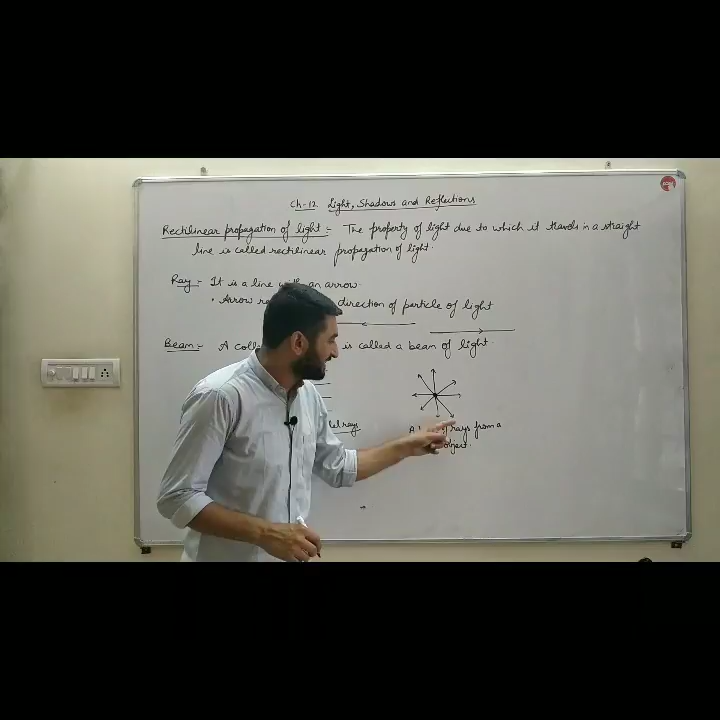 Ch-12. Light, Shadows and Reflections
Rectilinear propagation of light:- The property of light due to which it travels in a straight
line is called rectilinear propagation of light.
Ray:- It is a line with an arrow.
• Arrow direction of particle of light
Beam:- A is called a beam of light.
rays from a
object.